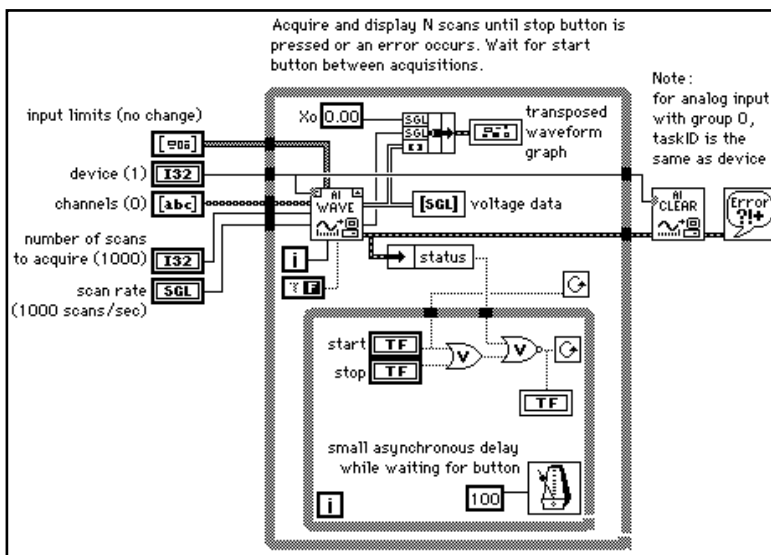 Acquire and display N scans until stop button is
pressed or an error occurs. Wait for start
button between acquisitions.
Note:
for analog input
with group 0,
taskID is the
same as device
input limits (no change)
device (1)
I32
channels (0)
[abc]
number of scans
to acquire (1000)
I32
scan rate
(1000 scans/sec)
SGL
Xo 0.00
SGL
SGL
transposed
waveform
graph
AI
WAVE
[SGL] voltage data
AI
CLEAR
Error
?!+
i
F
status
start TF
stop TF
V
V
TF
small asynchronous delay
while waiting for button
100
i